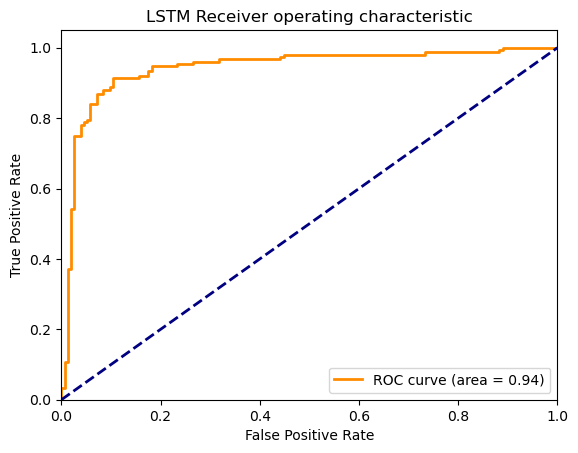 LSTM Receiver operating characteristic
True Positive Rate
1.0
0.8
0.6
0.4
0.2
0.0
ROC curve (area = 0.94)
0.0 0.2 0.4 0.6 0.8 1.0
False Positive Rate